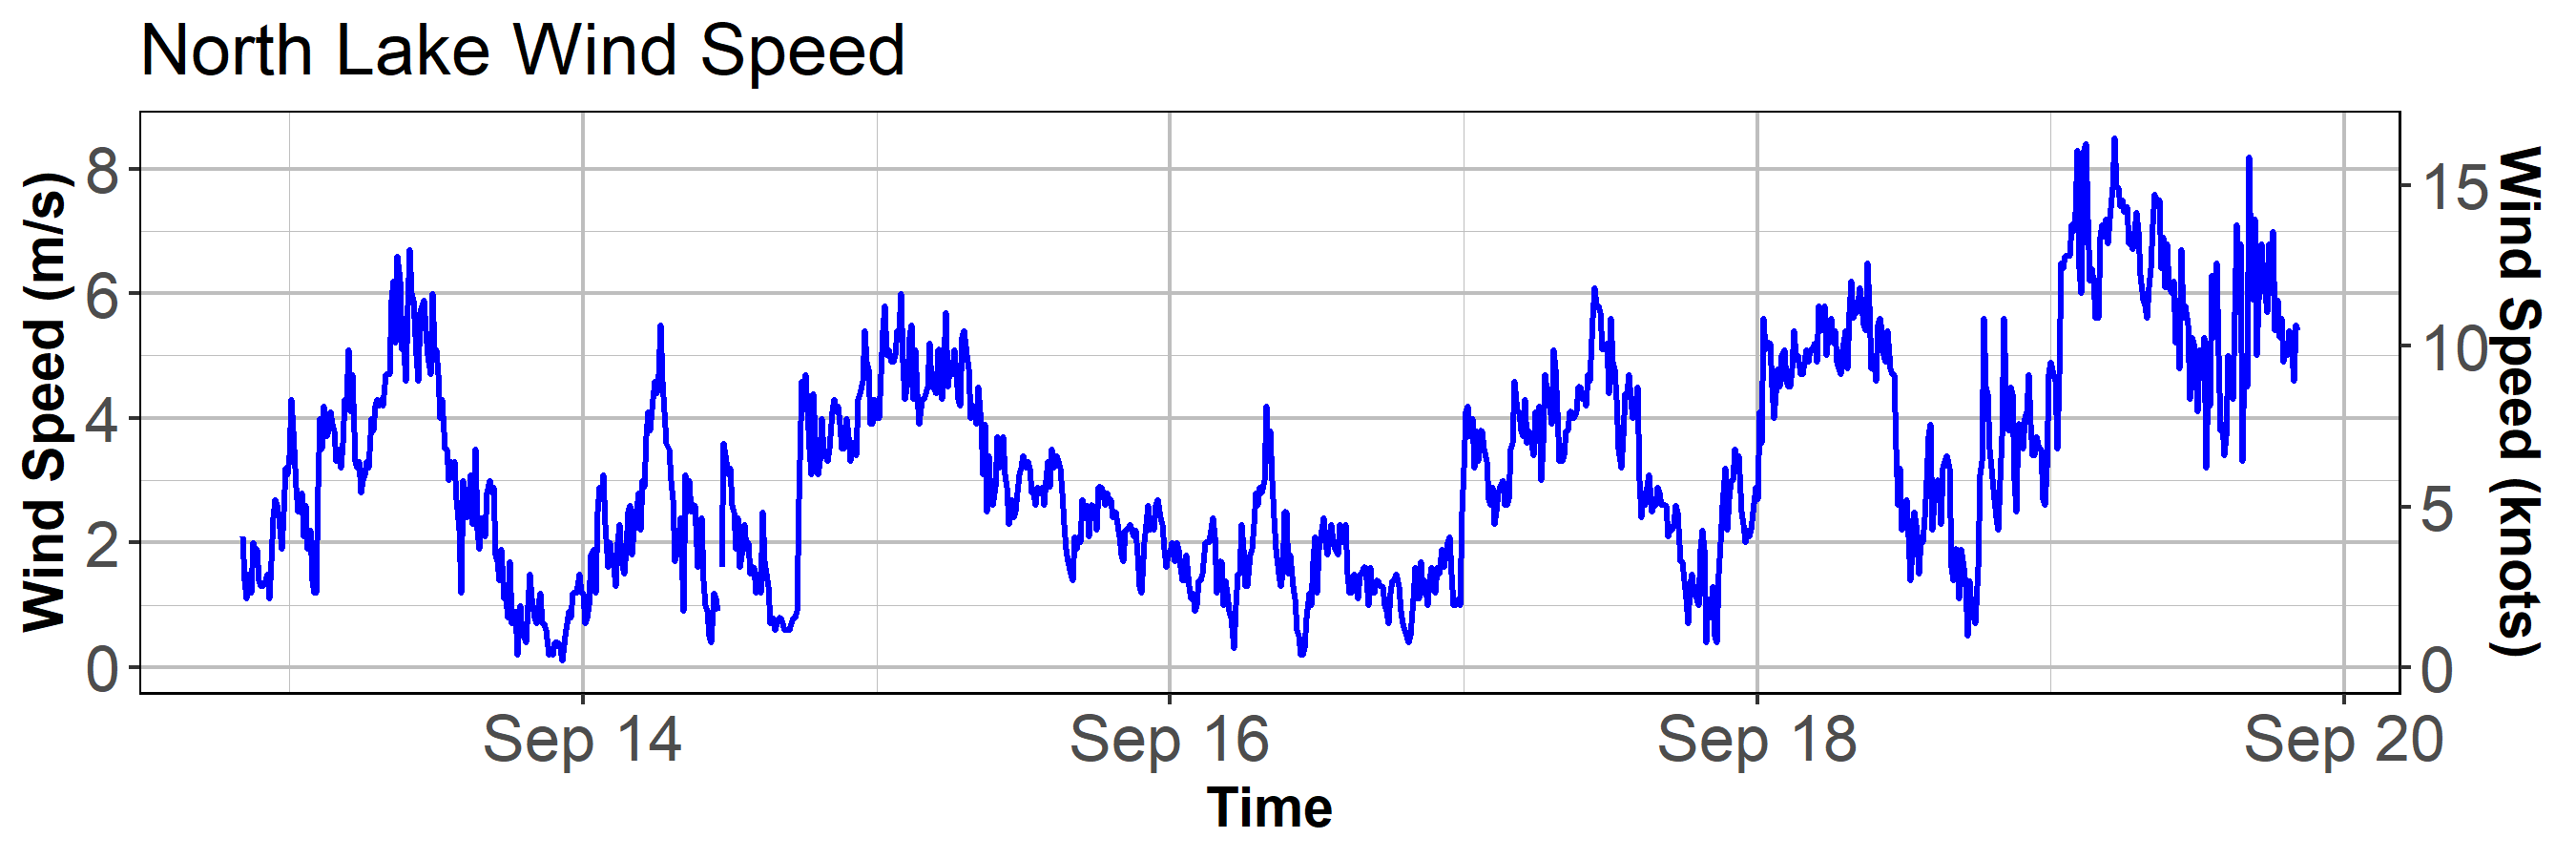 North Lake Wind Speed
Wind Speed (m/s)
8
6
4
2
0
15
10
5
0
Wind Speed (knots)
Sep 14 Sep 16 Sep 18 Sep 20
Time